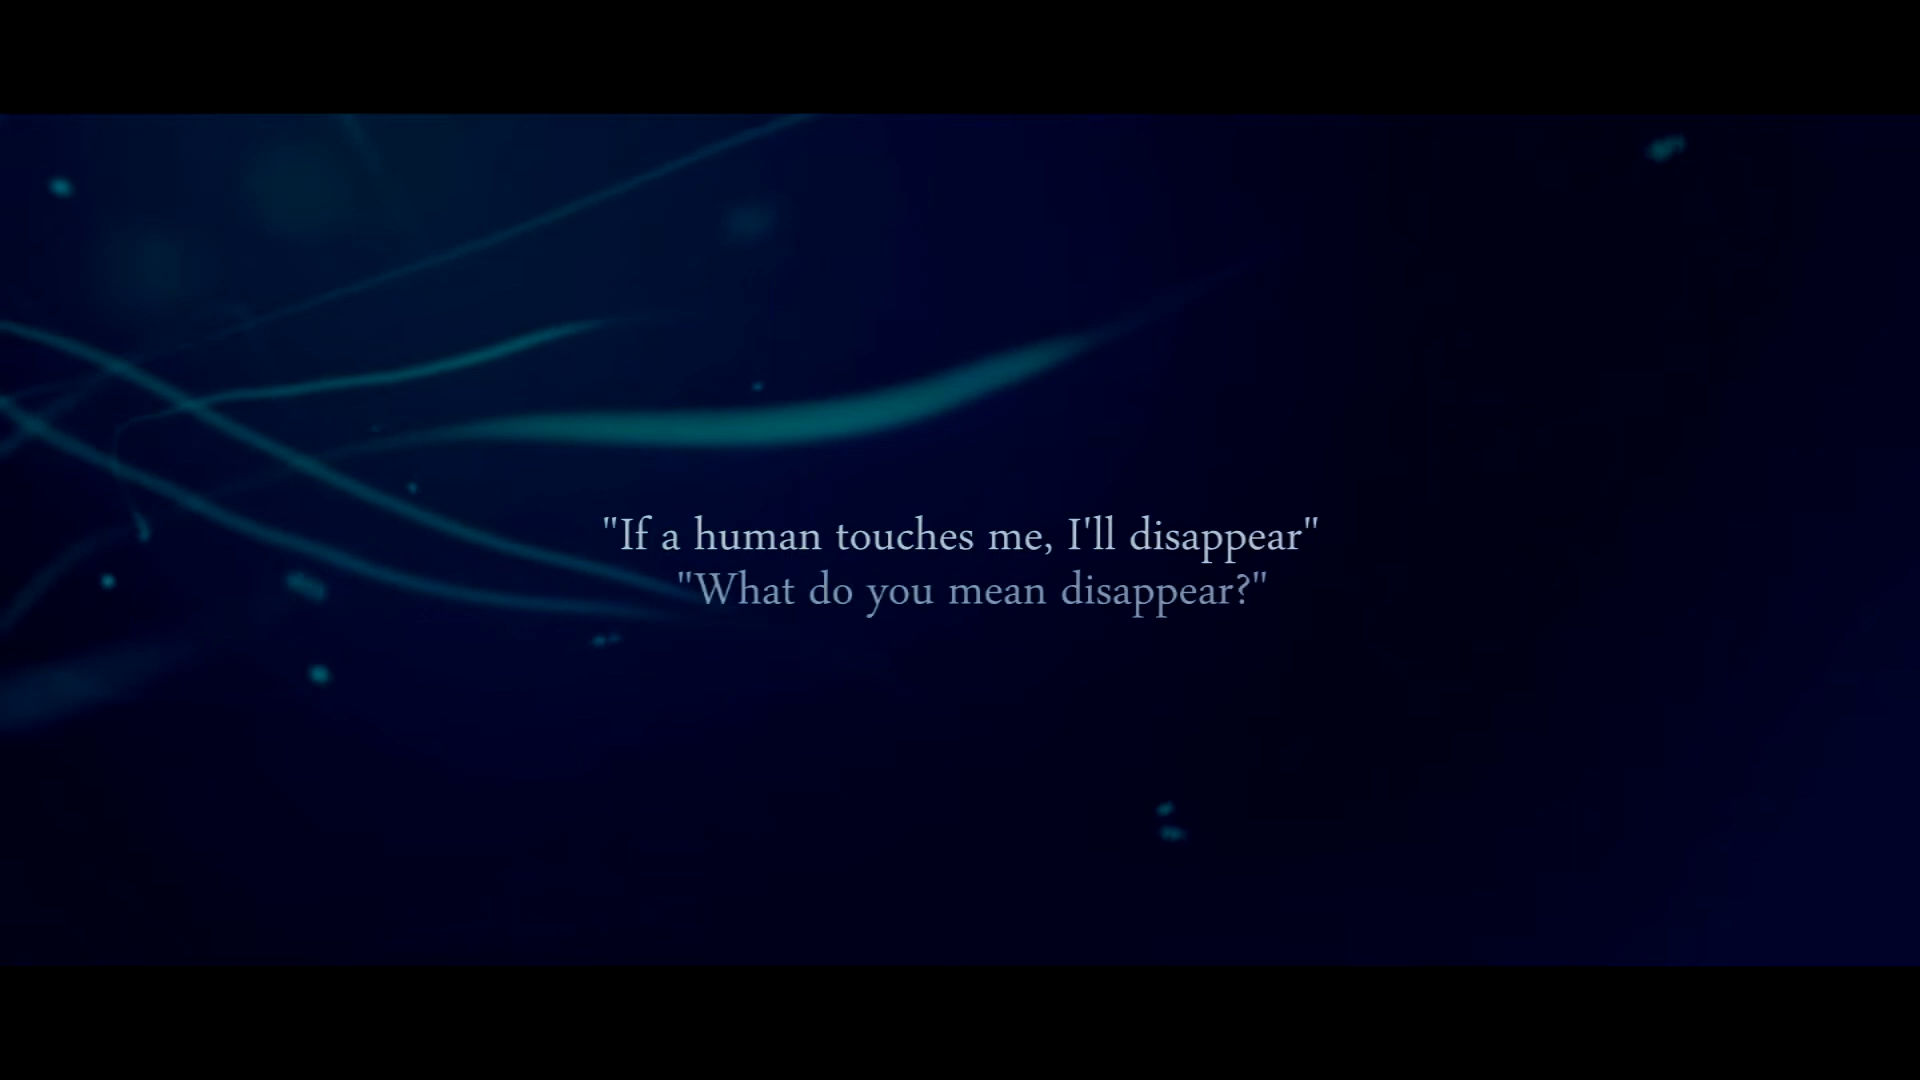 "If a human touches me, I'll disappear"
"What do you mean disappear?"